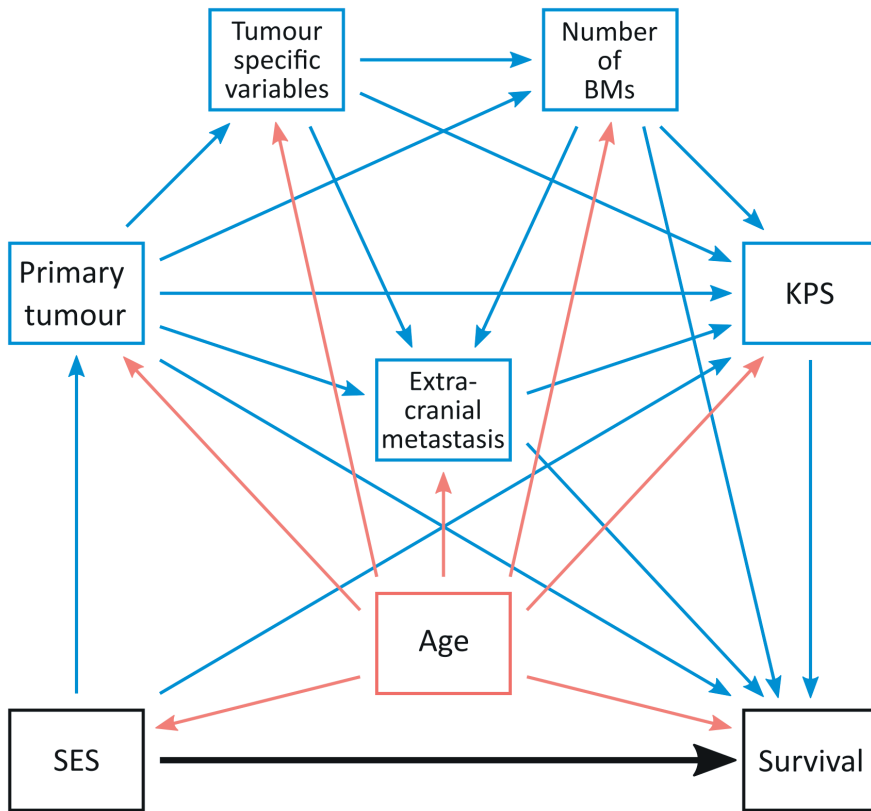 Tumour
specific
variables
Number
of
BMs
Primary
tumour
KPS
Extra-
cranial
metastasis
Age
SES
Survival